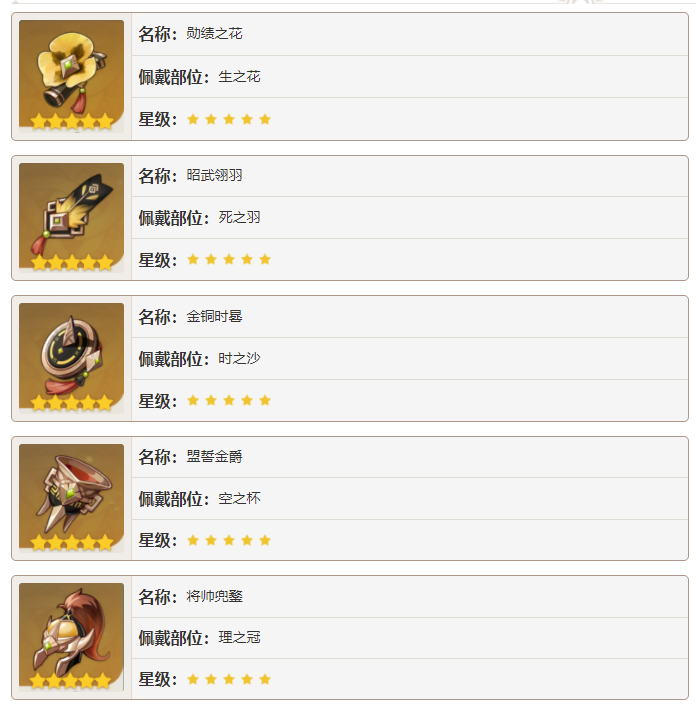 名称：勋绩之花
佩戴部位：生之花
星级：
名称：昭武翎羽
佩戴部位：死之羽
星级：
名称：金铜时晷
佩戴部位：时之沙
星级：
名称：盟誓金爵
佩戴部位：空之杯
星级：
名称：将帅兜鍪
佩戴部位：理之冠
星级：